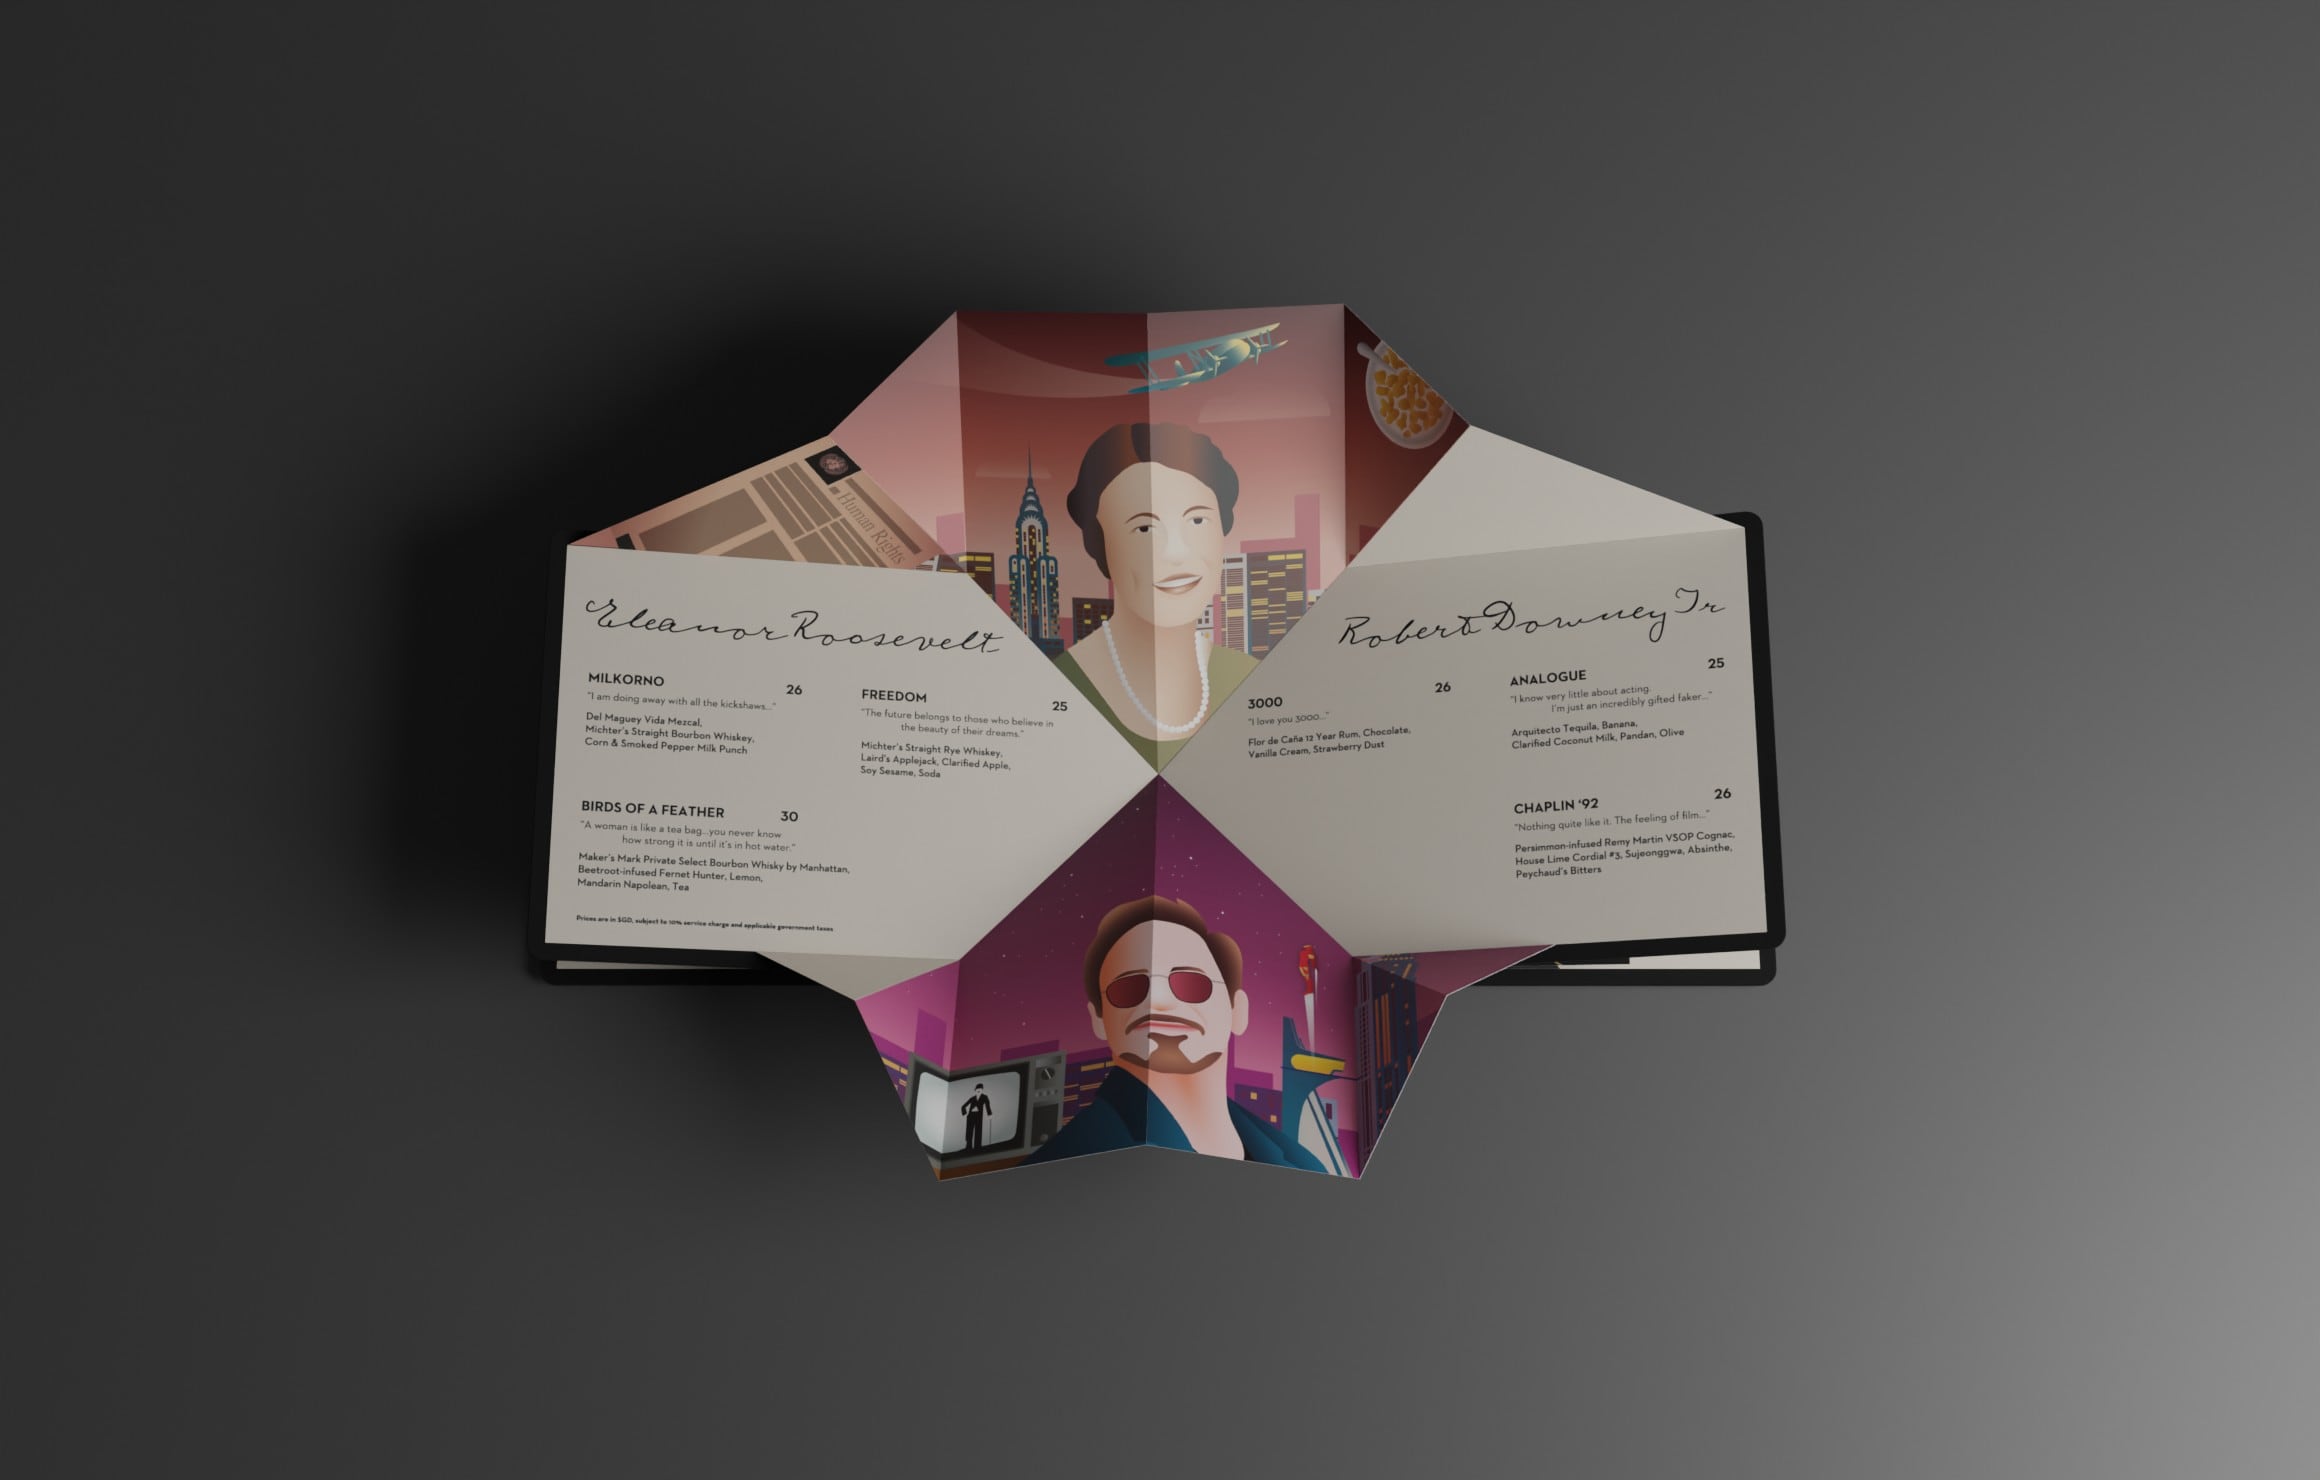 Human Rights
Eleanor Roosevelt
MILKORNO 26
"I am doing away with all the kickshaws..."
Del Maguey Vida Mezcal,
Michter's Straight Bourbon Whiskey,
Corn & Smoked Pepper Milk Punch
FREEDOM 25
"The future belongs to those who believe in
the beauty of their dreams."
Michter's Straight Rye Whiskey,
Laird's Applejack, Clarified Apple,
Soy Sesame, Soda
BIRDS OF A FEATHER 30
"A woman is like a tea bag...you never know
how strong it is until it's in hot water."
Maker's Mark Private Select Bourbon Whisky by Manhattan,
Beetroot-infused Fernet Hunter, Lemon,
Mandarin Napolean, Tea
Prices are in SGD, subject to 10% service charge and applicable government taxes
Robert Downey Jr
3000 26
"I love you 3000..."
Flor de Caña 12 Year Rum, Chocolate,
Vanilla Cream, Strawberry Dust
ANALOGUE 25
"I know very little about acting.
I'm just an incredibly gifted faker..."
Arquitecto Tequila, Banana,
Clarified Coconut Milk, Pandan, Olive
CHAPLIN '92 26
"Nothing quite like it. The feeling of film..."
Persimmon-infused Remy Martin VSOP Cognac,
House Lime Cordial #3, Sujeonggwa, Absinthe,
Peychaud's Bitters